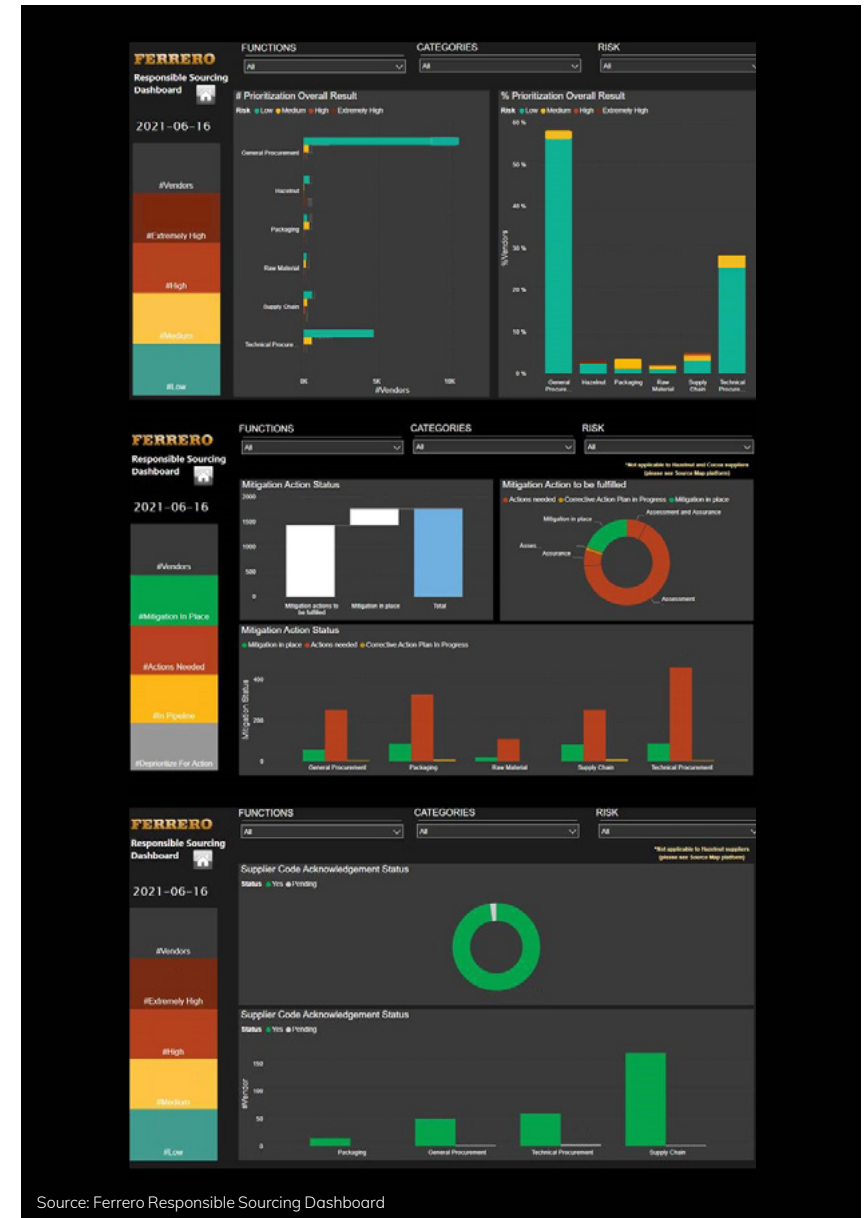 FERRERO
Responsible Sourcing
Dashboard
2021-06-16
#Vendors
#Extremely High
#High
#Medium
#Low
FUNCTIONS
All
CATEGORIES
All
RISK
All
# Prioritization Overall Result
Risk Low Medium High Extremely High
General Procurement
Hazelnut
Packaging
Raw Material
Supply Chain
Technical Procure...
0K 5K 10K
#Vendors
% Prioritization Overall Result
Risk Low Medium High Extremely High
60 %
50 %
40 %
30 %
20 %
10 %
0 %
%Vendors
General Procure...
Hazelnut
Packaging
Raw Material
Supply Chain
Technical Procure...
FERRERO
Responsible Sourcing
Dashboard
2021-06-16
#Vendors
#Mitigation In Place
#Actions Needed
#In Pipeline
#Deprioritize For Action
FUNCTIONS
All
CATEGORIES
All
RISK
All
*Not applicable to Hazelnut and Cocoa suppliers
(please see Source Map platform)
Mitigation Action Status
2000
1500
1000
500
0
Mitigation actions to
be fulfilled
Mitigation in place
Total
Mitigation Action to be fulfilled
Actions needed Corrective Action Plan in Progress Mitigation in place
Mitigation in place
Assessment and Assurance
Asses...
Assurance
Assessment
Mitigation Action Status
Mitigation in place Actions needed Corrective Action Plan In Progress
Mitigation Status
400
200
0
General Procurement
Packaging
Raw Material
Supply Chain
Technical Procurement
FERRERO
Responsible Sourcing
Dashboard
2021-06-16
#Vendors
#Extremely High
#High
#Medium
#Low
FUNCTIONS
All
CATEGORIES
All
RISK
All
*Not applicable to Hazelnut suppliers
(please see Source Map platform)
Supplier Code Acknowledgement Status
Status Yes Pending
Supplier Code Acknowledgement Status
Status Yes Pending
#Vendor
150
100
50
0
Packaging
General Procurement
Technical Procurement
Supply Chain
Source: Ferrero Responsible Sourcing Dashboard